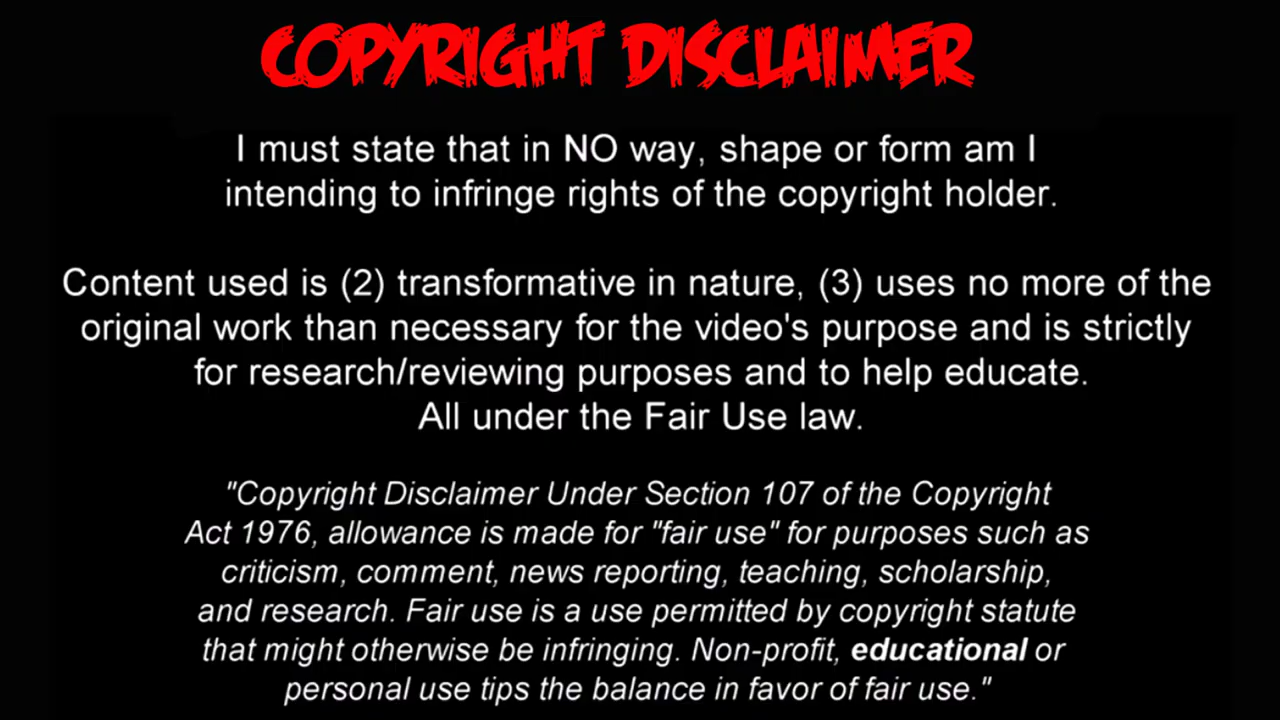 COPYRIGHT DISCLAIMER
I must state that in NO way, shape or form am I
intending to infringe rights of the copyright holder.
Content used is (2) transformative in nature, (3) uses no more of the
original work than necessary for the video's purpose and is strictly
for research/reviewing purposes and to help educate.
All under the Fair Use law.
"Copyright Disclaimer Under Section 107 of the Copyright
Act 1976, allowance is made for "fair use" for purposes such as
criticism, comment, news reporting, teaching, scholarship,
and research. Fair use is a use permitted by copyright statute
that might otherwise be infringing. Non-profit, educational or
personal use tips the balance in favor of fair use."